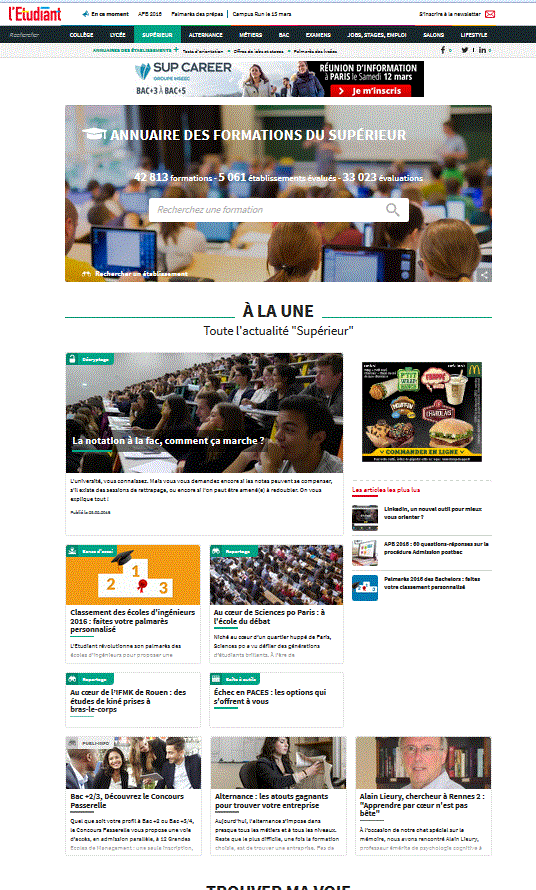 l'Etudiant
En ce moment
APB 2016
Palmarès des prépas
Campus Run le 15 mars
S'inscrire à la newsletter
Rechercher
COLLÈGE
LYCÉE
SUPÉRIEUR
ALTERNANCE
MÉTIERS
BAC
EXAMENS
JOBS, STAGES, EMPLOI
SALONS
LIFESTYLE
ANNUAIRES DES ÉTABLISSEMENTS
Tests d'orientation
Offres de jobs et stages
Palmarès des lycées
SUP CAREER
GROUPE INSEEC
BAC+3 À BAC+5
RÉUNION D'INFORMATION
à PARIS le Samedi 12 mars
Je m'inscris
ANNUAIRE DES FORMATIONS DU SUPÉRIEUR
42 813 formations - 5 061 établissements évalués - 33 023 évaluations
Recherchez une formation
Rechercher un établissement
À LA UNE
Toute l'actualité "Supérieur"
Décryptage
La notation à la fac, comment ça marche ?
L'université, vous connaissez. Mais vous vous demandez encore si les notes peuvent se compenser,
s'il existe des sessions de rattrapage, ou encore si l'on peut être amené(e) à redoubler. On vous
explique tout !
COMMANDER EN LIGNE
Les articles les plus lus
LinkedIn, un nouvel outil pour mieux
vous orienter ?
APB 2016 : 60 questions-réponses sur la
procédure Admission postbac
Palmarès 2016 des Bachelors : faites
votre classement personnalisé
Banc d'essai
2 1 3
Classement des écoles d'ingénieurs
2016 : faites votre palmarès
personnalisé
L'Etudiant révolutionne son palmarès des
écoles d'ingénieurs pour proposer une
Reportage
Au cœur de Sciences po Paris : à
l'école du débat
Niché au cœur d'un quartier huppé de Paris,
Sciences po a vu défiler des générations
d'étudiants brillants. À l'ère de
Reportage
Au cœur de l'IFMK de Rouen : des
études de kiné prises à
bras-le-corps
Boîte à outils
Échec en PACES : les options qui
s'offrent à vous
PUBLI-INFO
Bac +2/3, Découvrez le Concours
Passerelle
Quel que soit votre profil à Bac +2 ou Bac +3/4,
le Concours Passerelle vous propose une voie
d'accès, en admission parallèle, à 12 Grandes
Ecoles de Management : une seule inscription,
Alternance : les atouts gagnants
pour trouver votre entreprise
Aujourd'hui, l'alternance s'impose dans
presque tous les métiers et à tous les niveaux.
Reste que le plus difficile, une fois la formation
choisie, est de trouver une entreprise. Pas de
Alain Lieury, chercheur à Rennes 2 :
"Apprendre par cœur n'est pas
bête"
À l'occasion de notre chat spécial sur la
mémoire, nous avons rencontré Alain Lieury,
professeur émérite de psychologie cognitive à
TROUVER MA VOIE